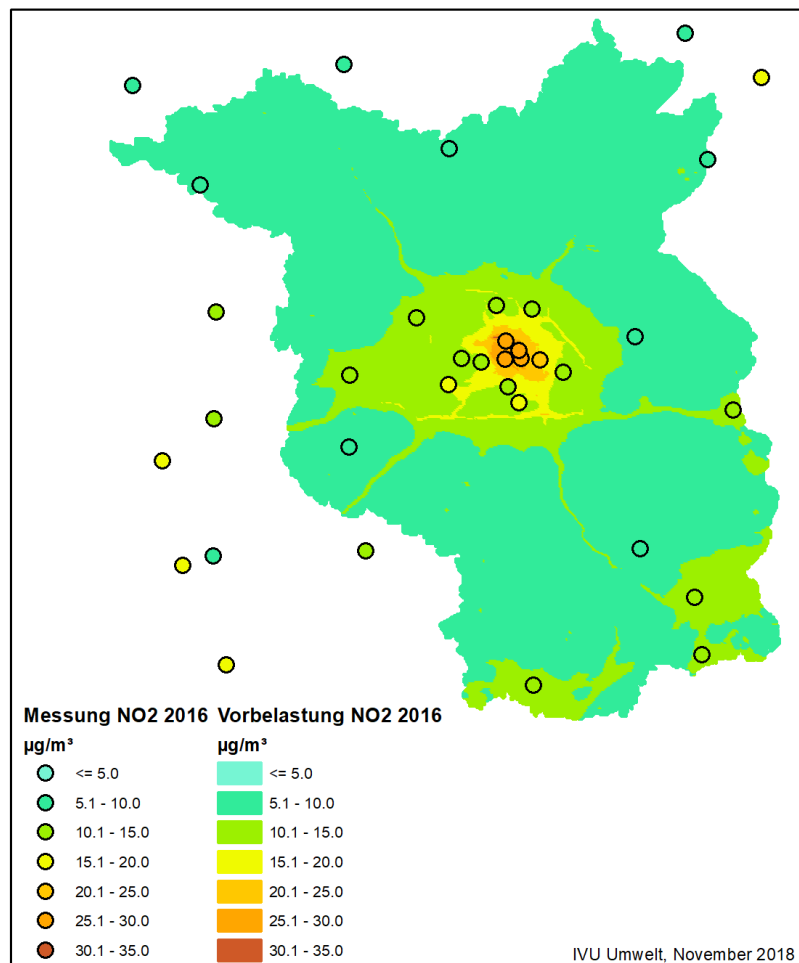 Messung NO2 2016 Vorbelastung NO2 2016
µg/m³ µg/m³
<= 5.0 <= 5.0
5.1 - 10.0 5.1 - 10.0
10.1 - 15.0 10.1 - 15.0
15.1 - 20.0 15.1 - 20.0
20.1 - 25.0 20.1 - 25.0
25.1 - 30.0 25.1 - 30.0
30.1 - 35.0 30.1 - 35.0
IVU Umwelt, November 2018